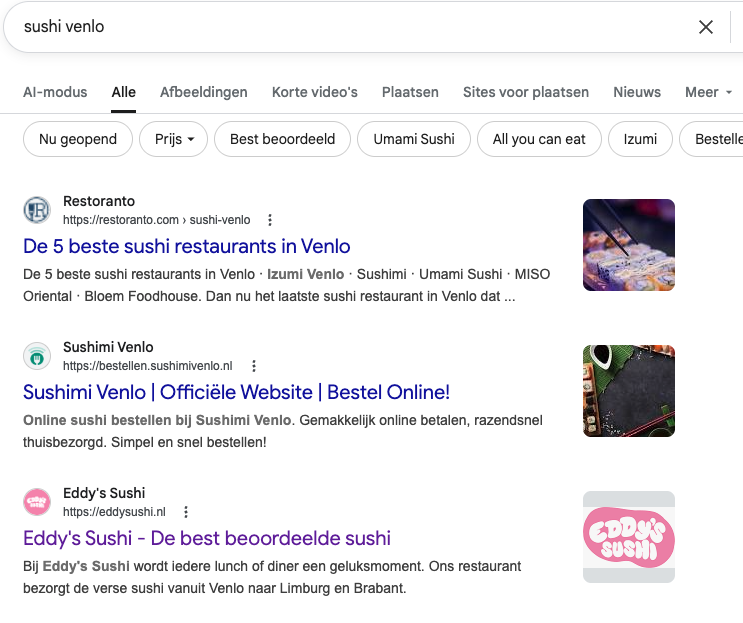 sushi venlo
AI-modus Alle Afbeeldingen Korte video's Plaatsen Sites voor plaatsen Nieuws Meer
Nu geopend Prijs Best beoordeeld Umami Sushi All you can eat Izumi Bestelle
Restoranto
https://restoranto.com › sushi-venlo
De 5 beste sushi restaurants in Venlo
De 5 beste sushi restaurants in Venlo · Izumi Venlo · Sushimi · Umami Sushi · MISO
Oriental · Bloem Foodhouse. Dan nu het laatste sushi restaurant in Venlo dat ...
Sushimi Venlo
https://bestellen.sushimivenlo.nl
Sushimi Venlo | Officiële Website | Bestel Online!
Online sushi bestellen bij Sushimi Venlo. Gemakkelijk online betalen, razendsnel
thuisbezorgd. Simpel en snel bestellen!
Eddy's Sushi
https://eddysushi.nl
Eddy's Sushi - De best beoordeelde sushi
Bij Eddy's Sushi wordt iedere lunch of diner een geluksmoment. Ons restaurant
bezorgt de verse sushi vanuit Venlo naar Limburg en Brabant.
EDDY'S
SUSHI